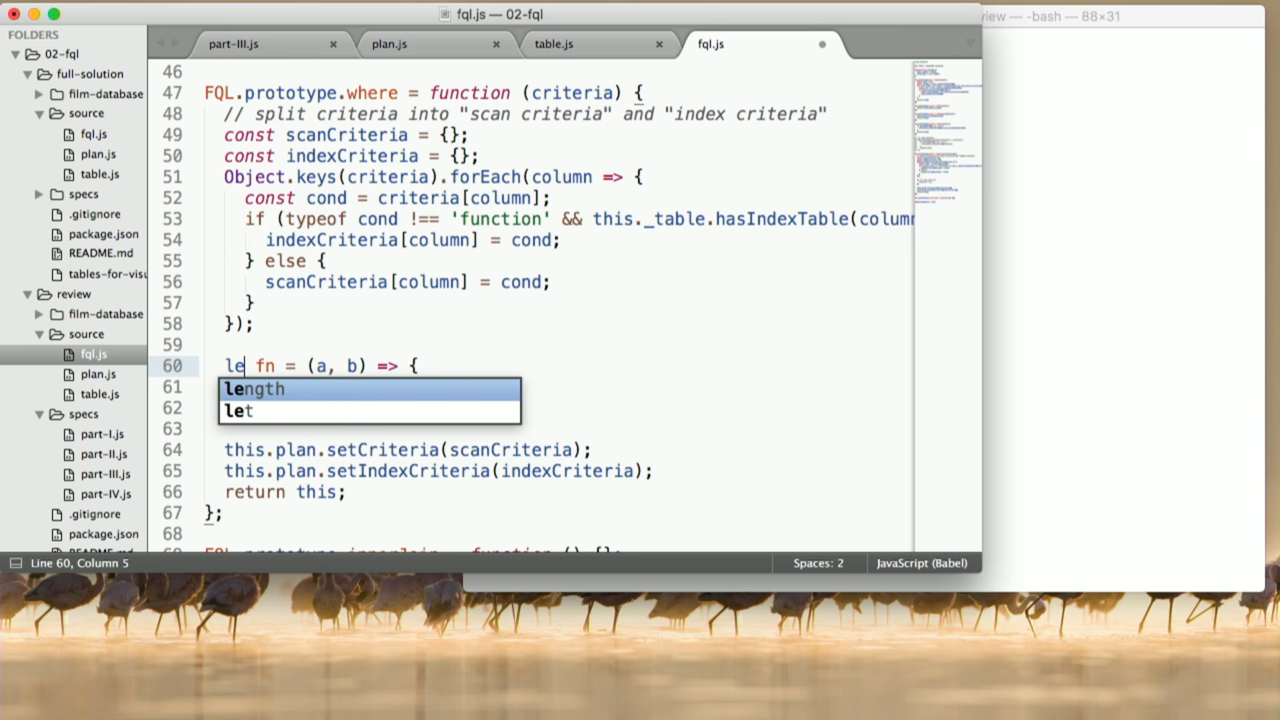 fql.js — 02-fql
view — -bash — 88×31
FOLDERS
02-fql
full-solution
film-database
source
fql.js
plan.js
table.js
specs
.gitignore
package.json
README.md
tables-for-visu
review
film-database
source
fql.js
plan.js
table.js
specs
part-I.js
part-II.js
part-III.js
part-IV.js
.gitignore
package.json
README.md
part-III.js
plan.js
table.js
fql.js
46
47 FQL.prototype.where = function (criteria) {
48 // split criteria into "scan criteria" and "index criteria"
49 const scanCriteria = {};
50 const indexCriteria = {};
51 OBject.keys(criteria).forEach(column => {
52 const cond = criteria[column];
53 if (typeof cond !== 'function' && this._table.hasIndexTable(colum
54 indexCriteria[column] = cond;
55 } else {
56 scanCriteria[column] = cond;
57 }
58 });
59
60 le fn = (a, b) => {
61 length
62 let
63
64 this.plan.setCriteria(scanCriteria);
65 this.plan.setIndexCriteria(indexCriteria);
66 return this;
67 };
68
Line 60, Column 5
Spaces: 2
JavaScript (Babel)